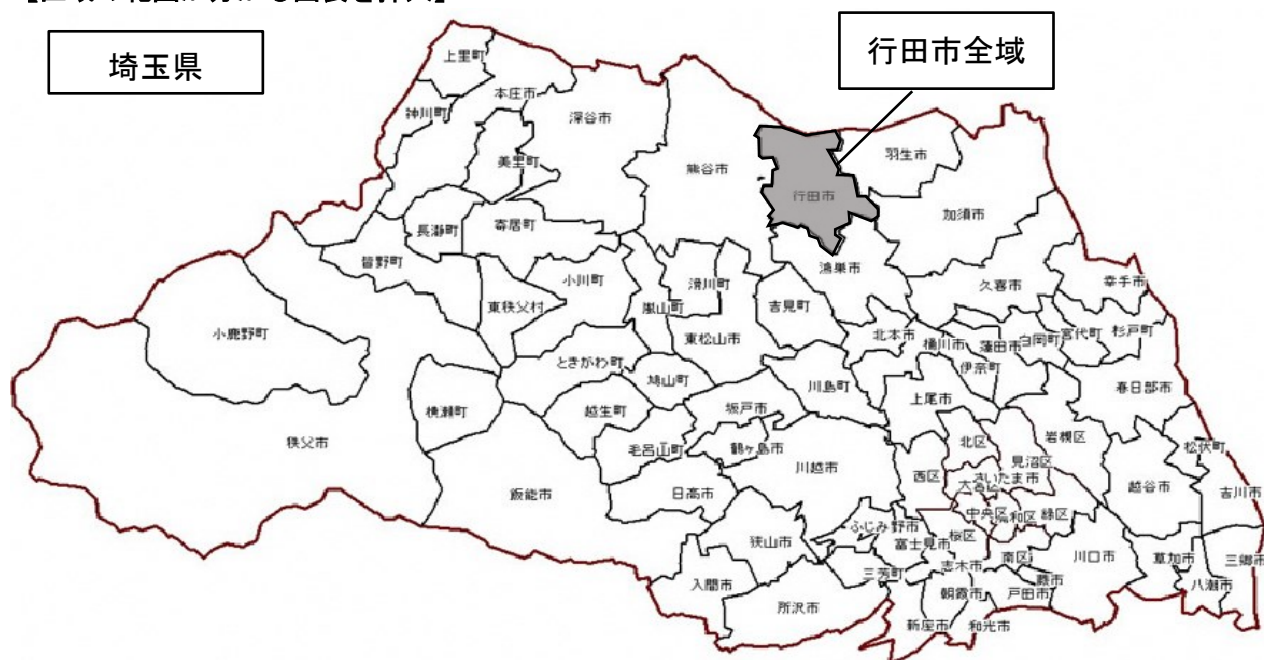 埼玉県
行田市全域
上里町
本庄市
神川町
深谷市
美里町
熊谷市
羽生市
行田市
加須市
長瀞町
寄居町
皆野町
小川町
滑川町
鴻巣市
吉見町
久喜市
幸手市
東秩父村
嵐山町
小鹿野町
東松山市
北本市
桶川市
蓮田市
白岡町
宮代町
杉戸町
ときがわ町
鳩山町
川島町
伊奈町
上尾市
春日部市
横瀬町
越生町
坂戸市
秩父市
毛呂山町
鶴ヶ島市
川越市
北区
岩槻区
見沼区
松伏町
西区
さいたま市
越谷市
吉川市
飯能市
日高市
中央区
緑区
ふじみ野市
富士見市
桜区
狭山市
南区
川口市
草加市
三郷市
三芳町
志木市
入間市
朝霞市
戸田市
蕨市
八潮市
所沢市
新座市
和光市